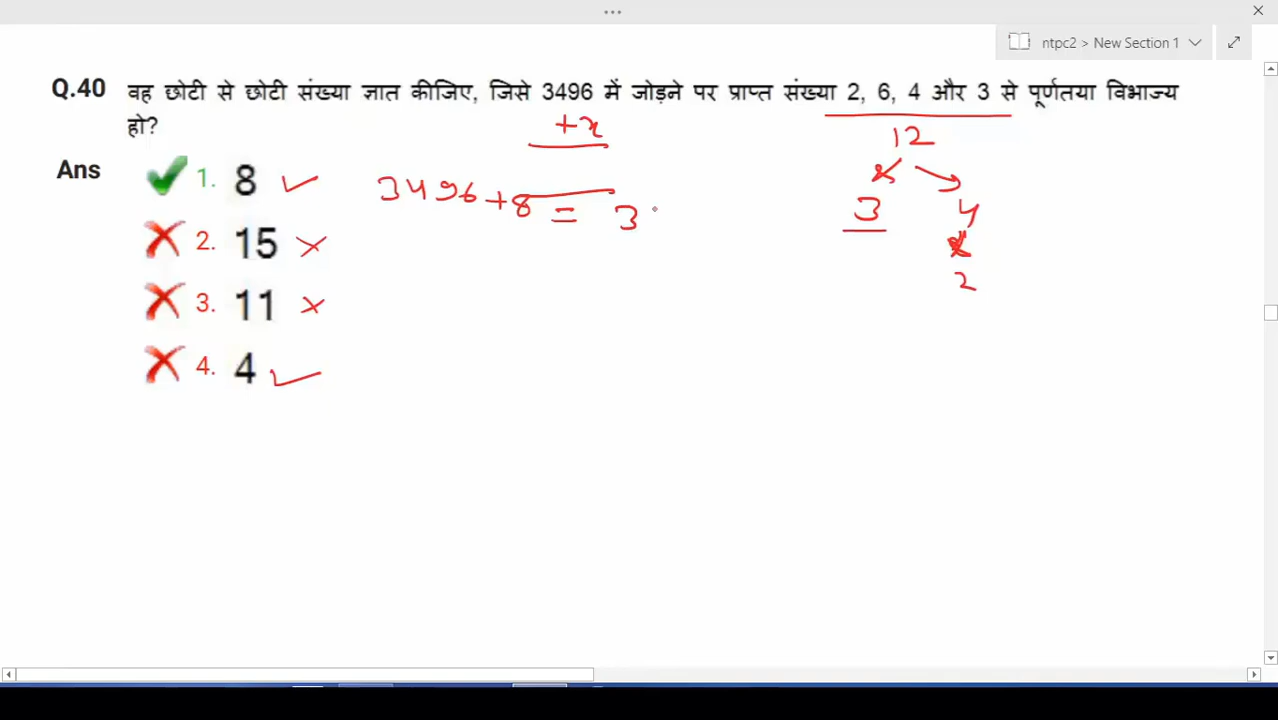 ntpc2 > New Section 1
Q.40 वह छोटी से छोटी संख्या ज्ञात कीजिए, जिसे 3496 में जोड़ने पर प्राप्त संख्या 2, 6, 4 और 3 से पूर्णतया विभाज्य
हो?
+x
12
Ans
1. 8
3496+8 = 3
3
4
2. 15
2
3. 11
4. 4